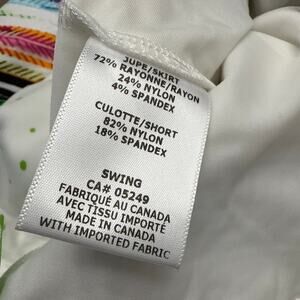 JUPE/SKIRT
72% RAYONNE/RAYON
24% NYLON
4% SPANDEX
CULOTTE/SHORT
82% NYLON
18% SPANDEX
SWING
CA# 05249
FABRIQUÉ AU CANADA
AVEC TISSU IMPORTÉ
MADE IN CANADA
WITH IMPORTED FABRIC